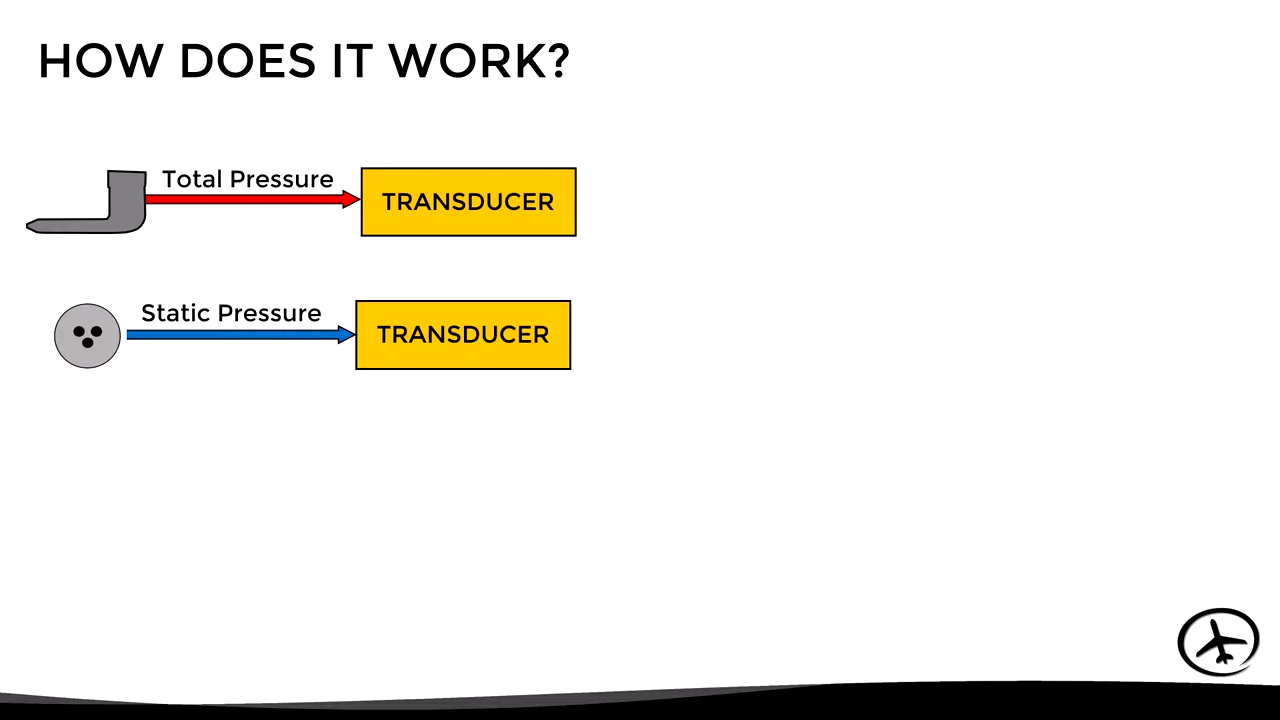 HOW DOES IT WORK?
Total Pressure
TRANSDUCER
Static Pressure
TRANSDUCER